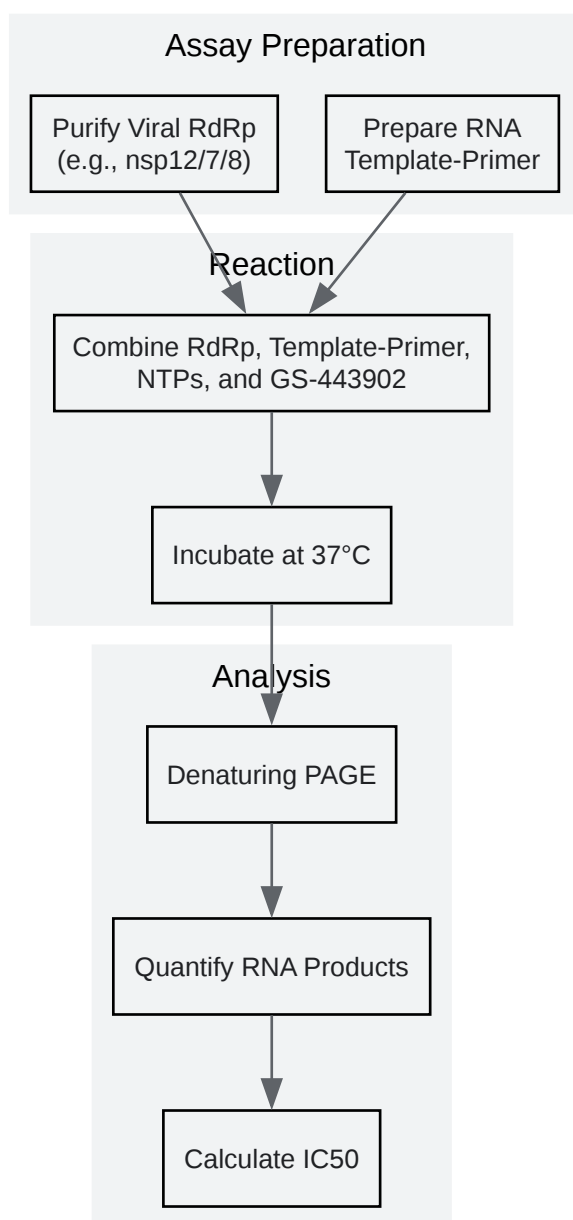 Assay Preparation
Purify Viral RdRp
(e.g., nsp12/7/8)
Prepare RNA
Template-Primer
Reaction
Combine RdRp, Template-Primer,
NTPs, and GS-443902
Incubate at 37°C
Analysis
Denaturing PAGE
Quantify RNA Products
Calculate IC50